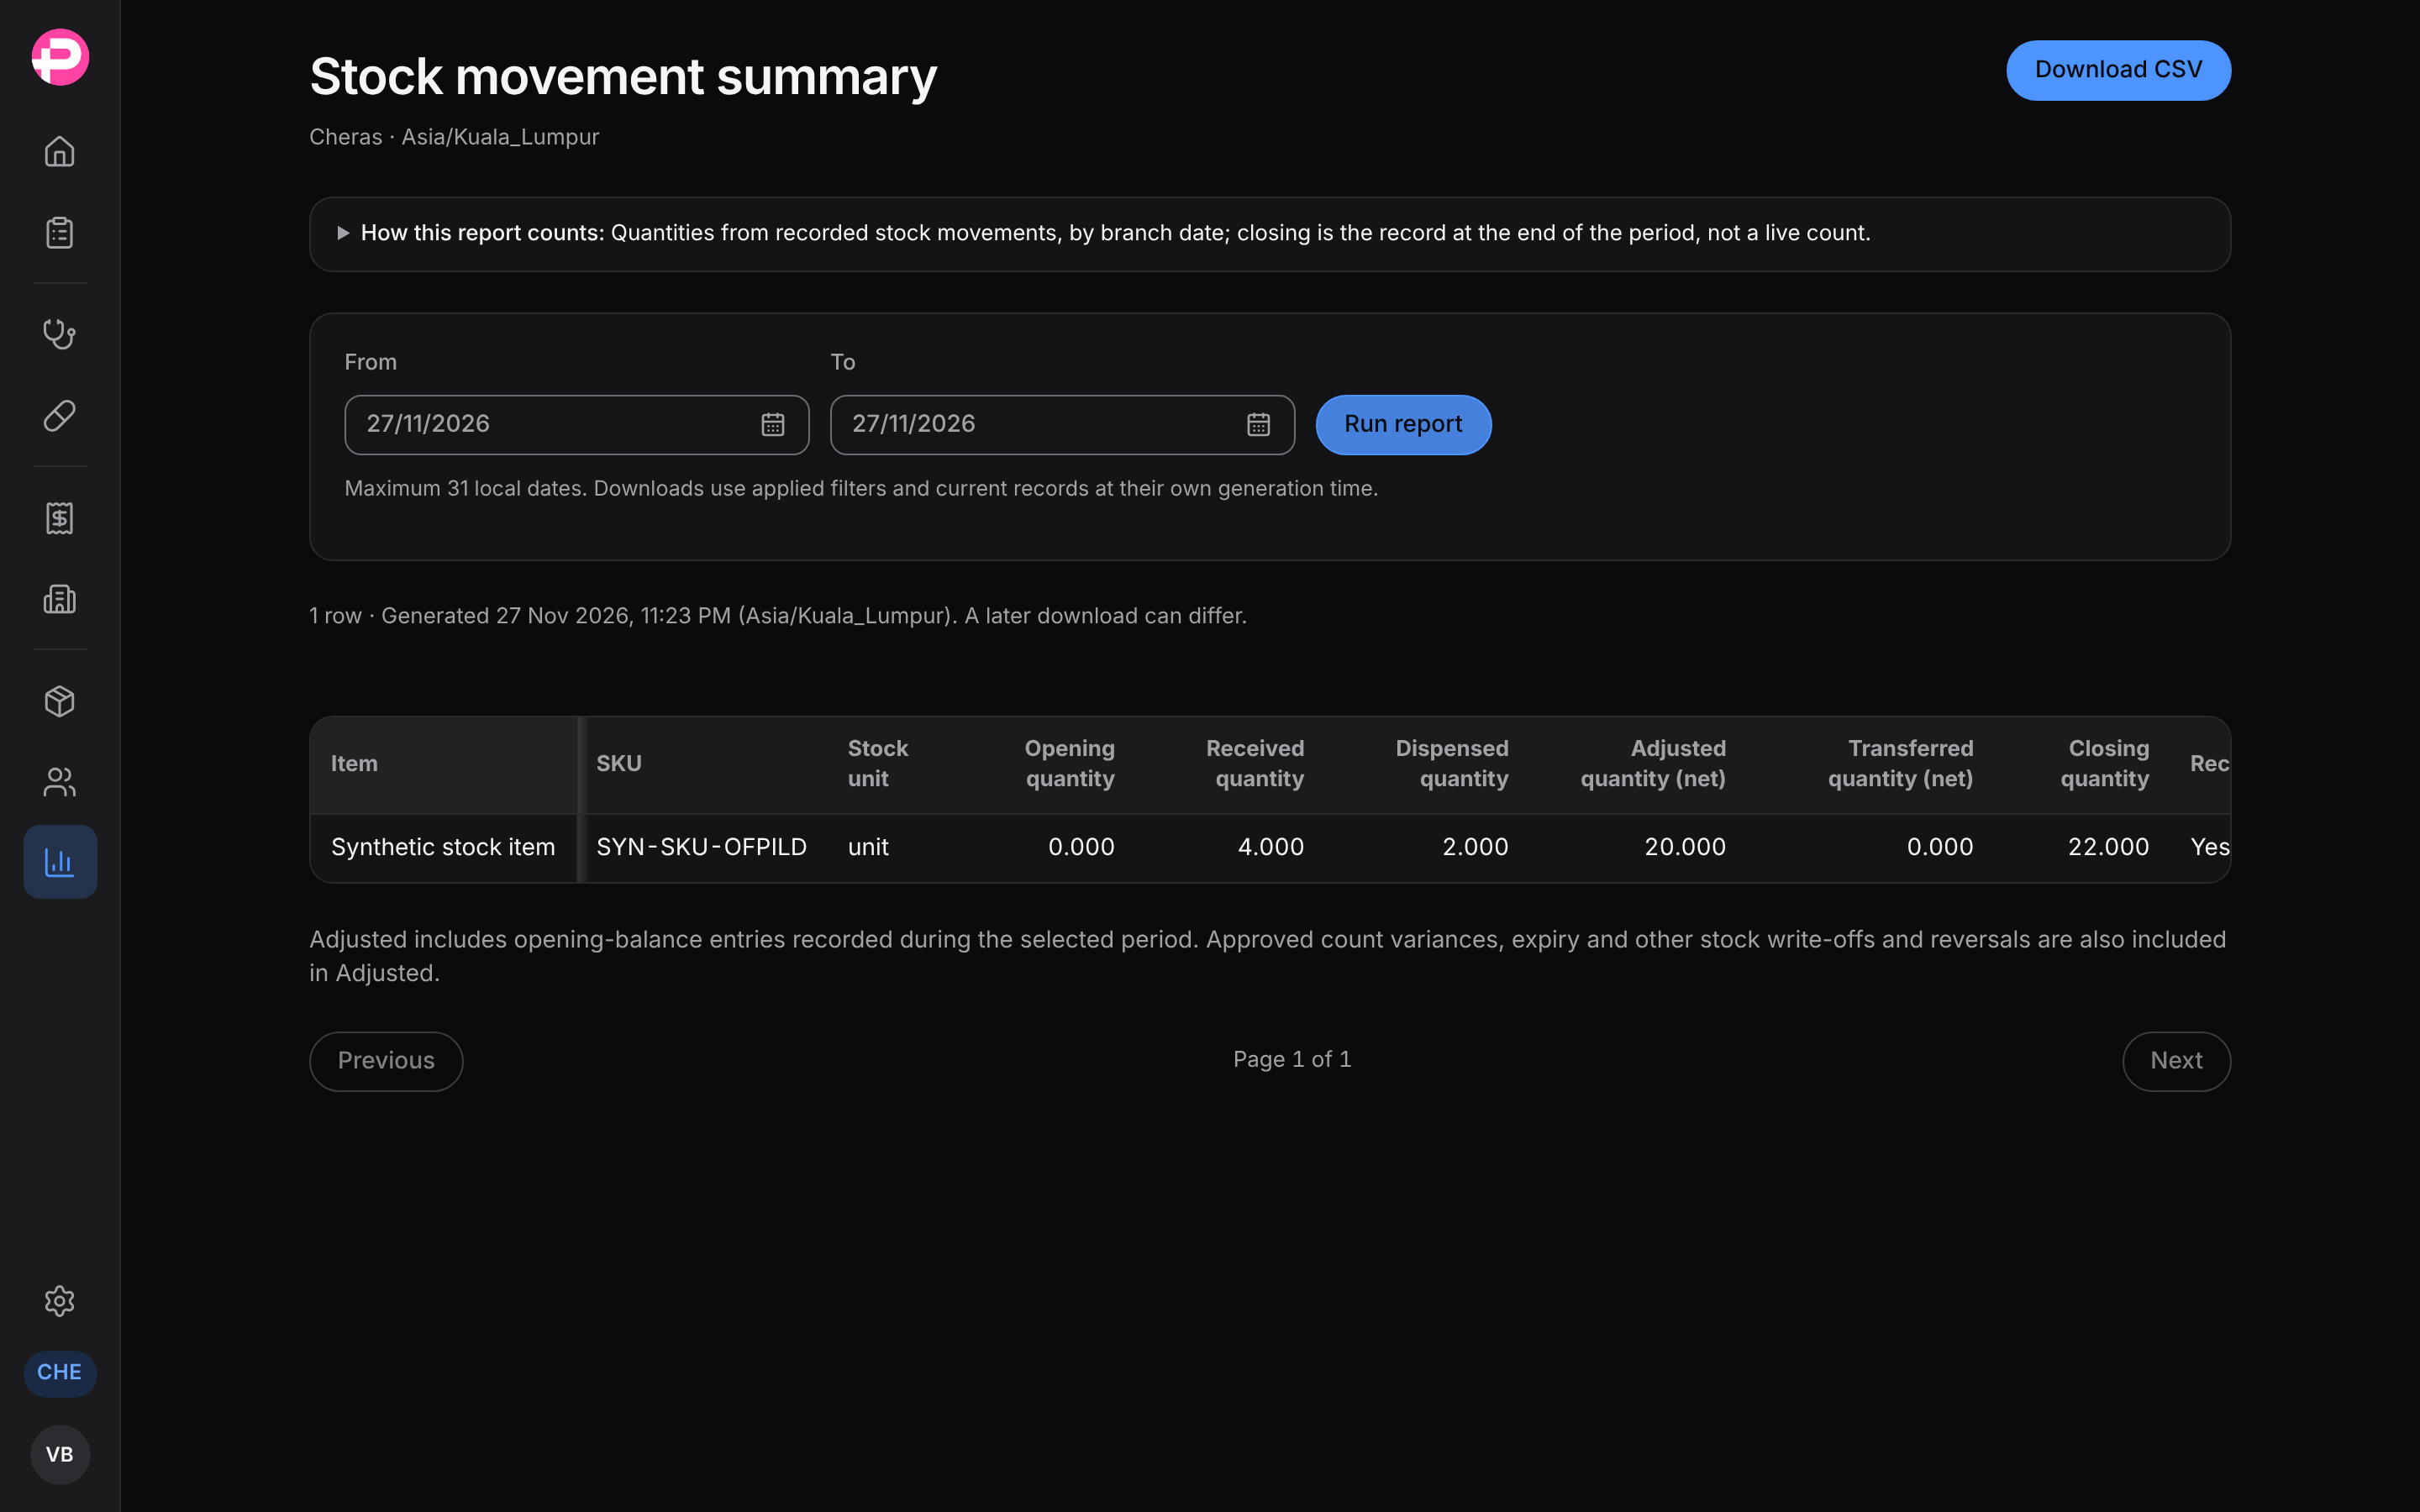 Stock movement summary
Download CSV
Cheras · Asia/Kuala_Lumpur
How this report counts: Quantities from recorded stock movements, by branch date; closing is the record at the end of the period, not a live count.
From
To
27/11/2026
27/11/2026
Run report
Maximum 31 local dates. Downloads use applied filters and current records at their own generation time.
1 row · Generated 27 Nov 2026, 11:23 PM (Asia/Kuala_Lumpur). A later download can differ.
Item SKU Stock unit Opening quantity Received quantity Dispensed quantity Adjusted quantity (net) Transferred quantity (net) Closing quantity Rec
Synthetic stock item SYN-SKU-OFPILD unit 0.000 4.000 2.000 20.000 0.000 22.000 Yes
Adjusted includes opening-balance entries recorded during the selected period. Approved count variances, expiry and other stock write-offs and reversals are also included
in Adjusted.
Previous
Page 1 of 1
Next
CHE
VB